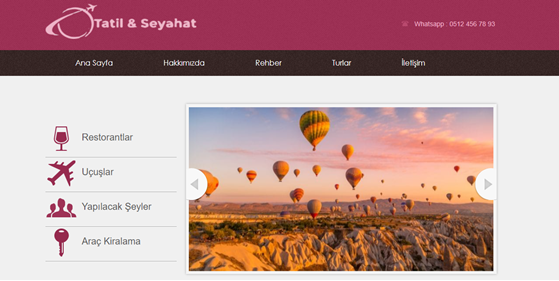 Tatil & Seyahat
Whatsapp : 0512 456 78 93
Ana Sayfa Hakkımızda Rehber Turlar İletişim
Restorantlar
Uçuşlar
Yapılacak Şeyler
Araç Kiralama